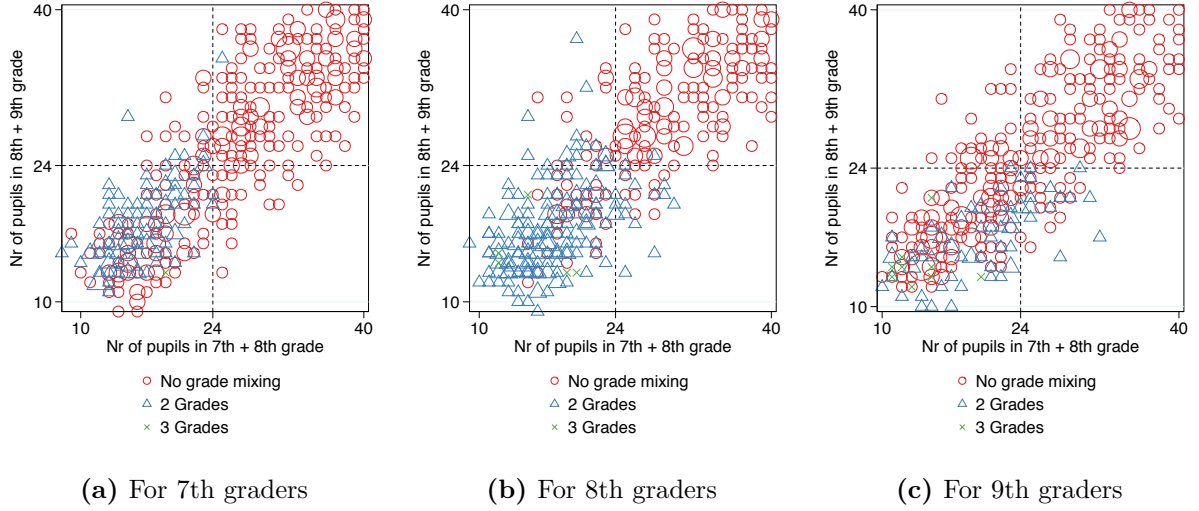 40
24
10
Nr of pupils in 8th + 9th grade
10 24 40
Nr of pupils in 7th + 8th grade
No grade mixing
2 Grades
3 Grades
(a) For 7th graders
40
24
10
Nr of pupils in 8th + 9th grade
10 24 40
Nr of pupils in 7th + 8th grade
No grade mixing
2 Grades
3 Grades
(b) For 8th graders
40
24
10
Nr of pupils in 8th + 9th grade
10 24 40
Nr of pupils in 7th + 8th grade
No grade mixing
2 Grades
3 Grades
(c) For 9th graders